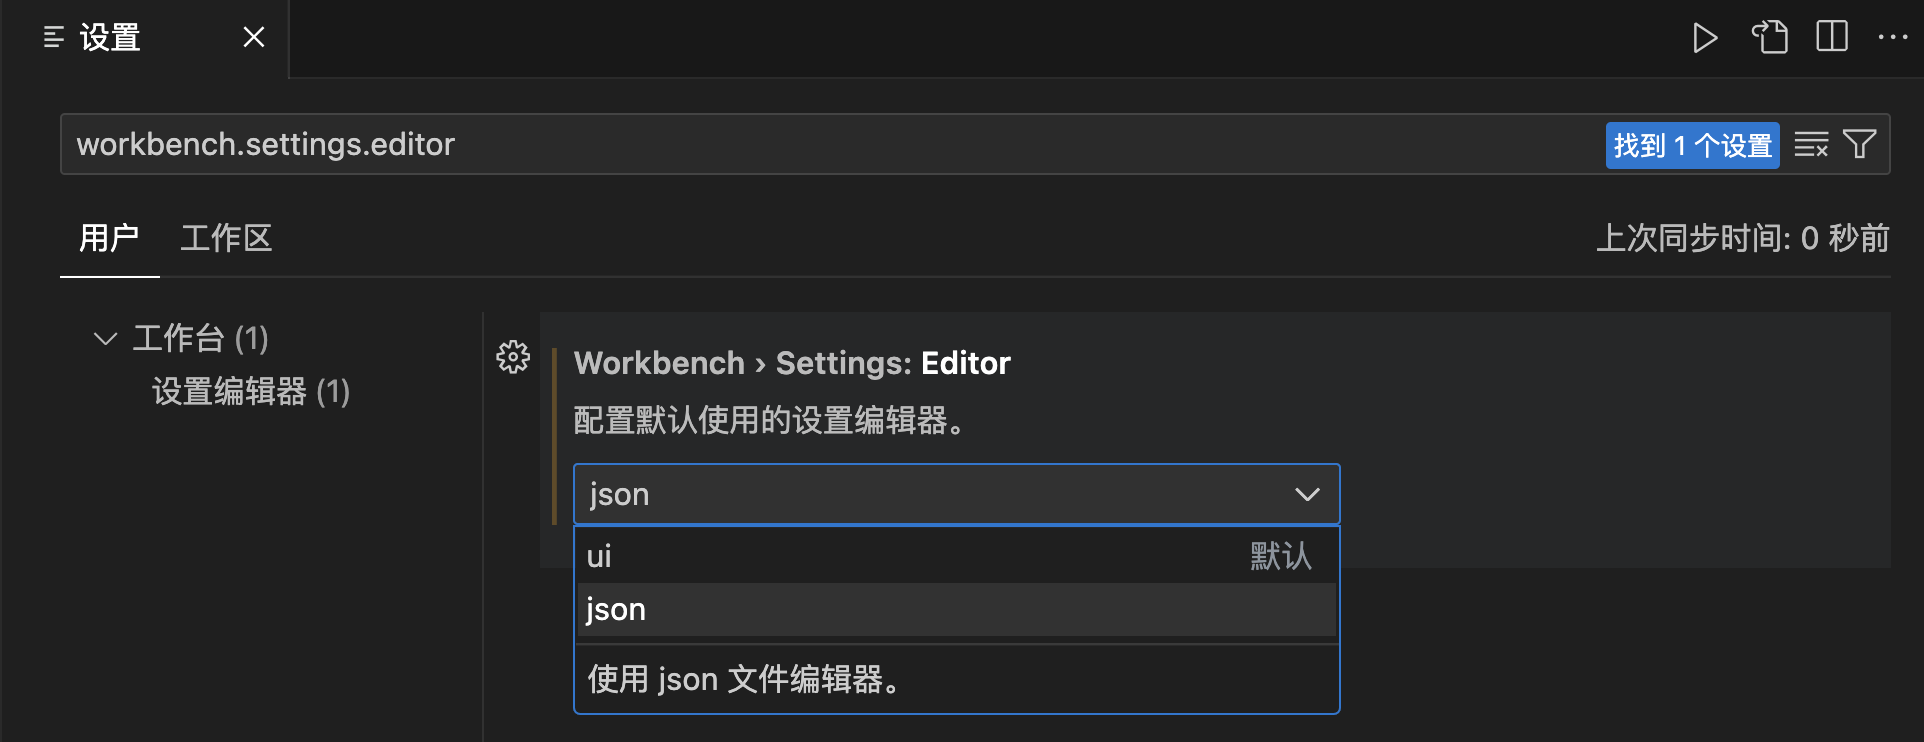 设置
workbench.settings.editor
找到 1 个设置
用户
工作区
上次同步时间: 0 秒前
工作台 (1)
设置编辑器 (1)
Workbench › Settings: Editor
配置默认使用的设置编辑器。
json
ui 默认
json
使用 json 文件编辑器。